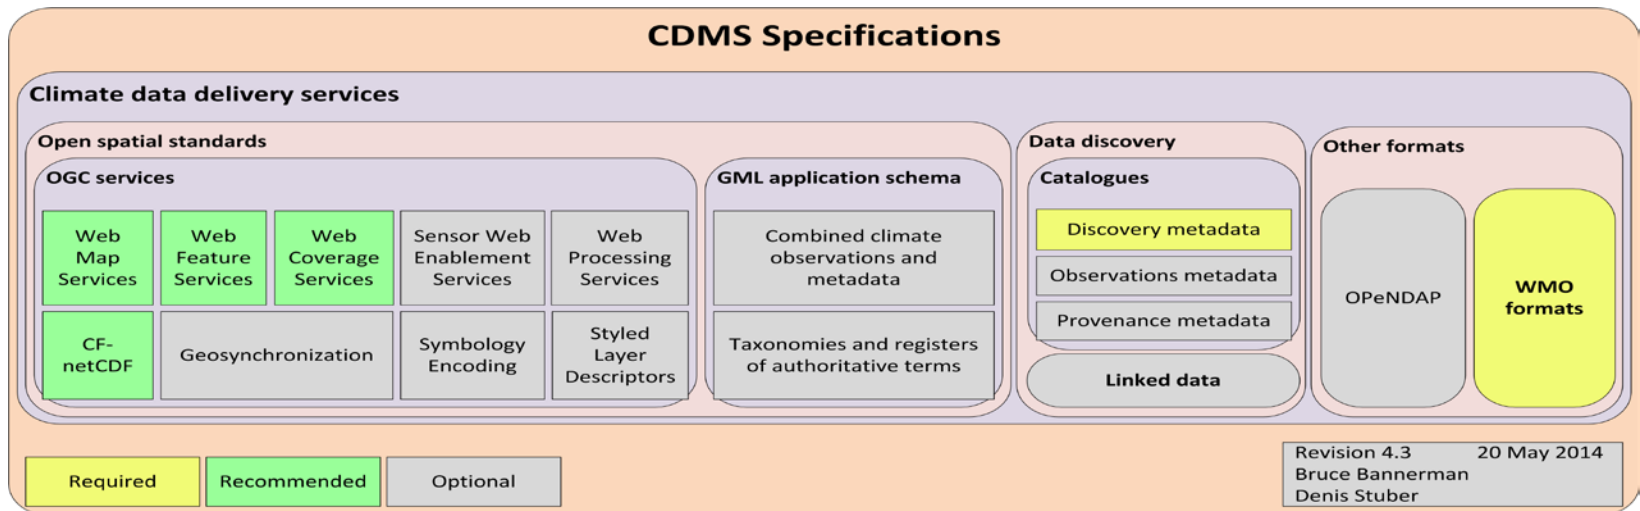 CDMS Specifications
Climate data delivery services
Open spatial standards
OGC services
Web
Map
Services
Web
Feature
Services
Web
Coverage
Services
Sensor Web
Enablement
Services
Web
Processing
Services
CF-
netCDF
Geosynchronization
Symbology
Encoding
Styled
Layer
Descriptors
GML application schema
Combined climate
observations and
metadata
Taxonomies and registers
of authoritative terms
Data discovery
Catalogues
Discovery metadata
Observations metadata
Provenance metadata
Linked data
Other formats
OPeNDAP
WMO
formats
Required
Recommended
Optional
Revision 4.3 20 May 2014
Bruce Bannerman
Denis Stuber